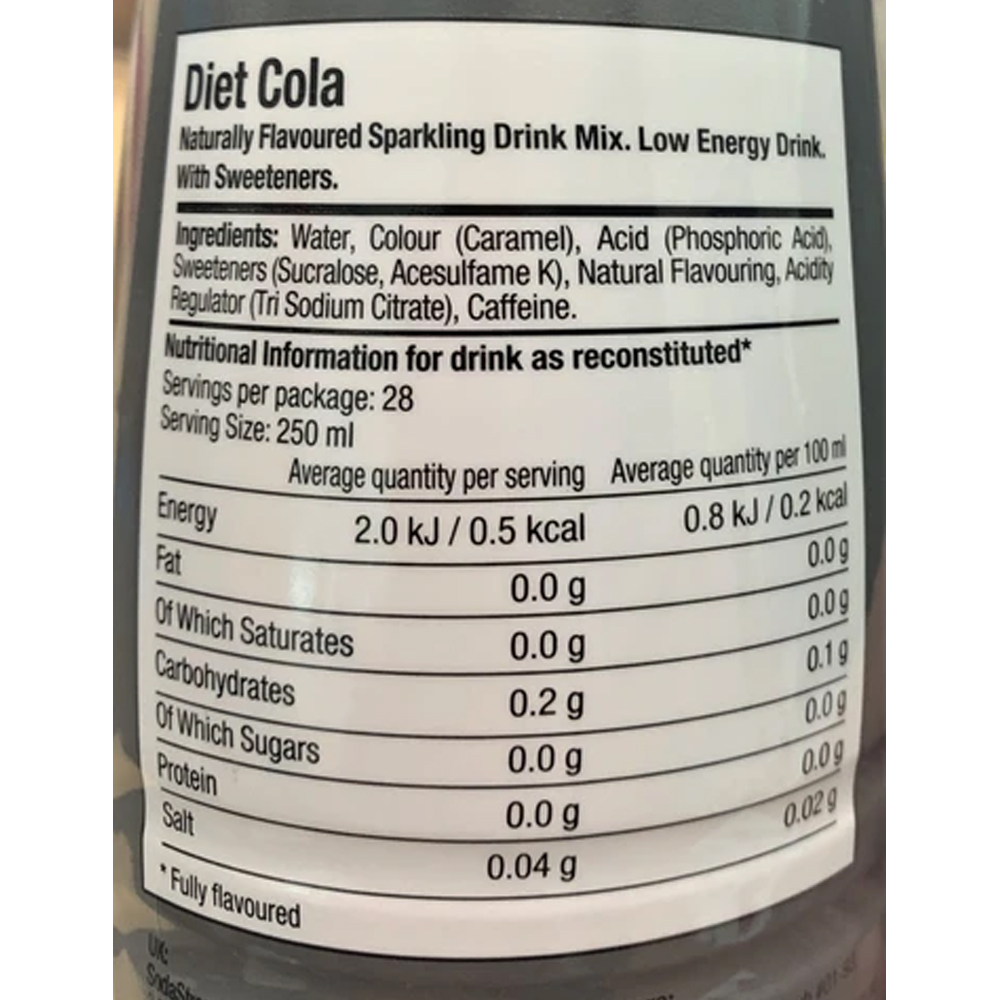 Diet Cola
Naturally Flavoured Sparkling Drink Mix. Low Energy Drink.
With Sweeteners.
Ingredients: Water, Colour (Caramel), Acid (Phosphoric Acid),
Sweeteners (Sucralose, Acesulfame K), Natural Flavouring, Acidity
Regulator (Tri Sodium Citrate), Caffeine.
Nutritional Information for drink as reconstituted*
Servings per package: 28
Serving Size: 250 ml
Average quantity per serving Average quantity per 100 ml
Energy 2.0 kJ / 0.5 kcal 0.8 kJ / 0.2 kcal
Fat 0.0 g 0.0 g
Of Which Saturates 0.0 g 0.0 g
Carbohydrates 0.2 g 0.1 g
Of Which Sugars 0.0 g 0.0 g
Protein 0.0 g 0.0 g
Salt 0.04 g 0.02 g
* Fully flavoured
UK: